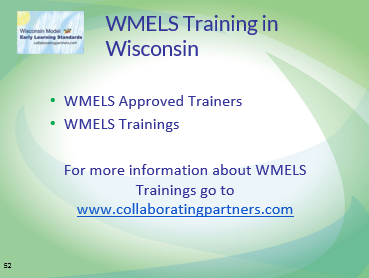 Wisconsin Model
Early Learning Standards
collaboratingpartners.com
WMELS Training in
Wisconsin
• WMELS Approved Trainers
• WMELS Trainings
For more information about WMELS
Trainings go to
www.collaboratingpartners.com
52